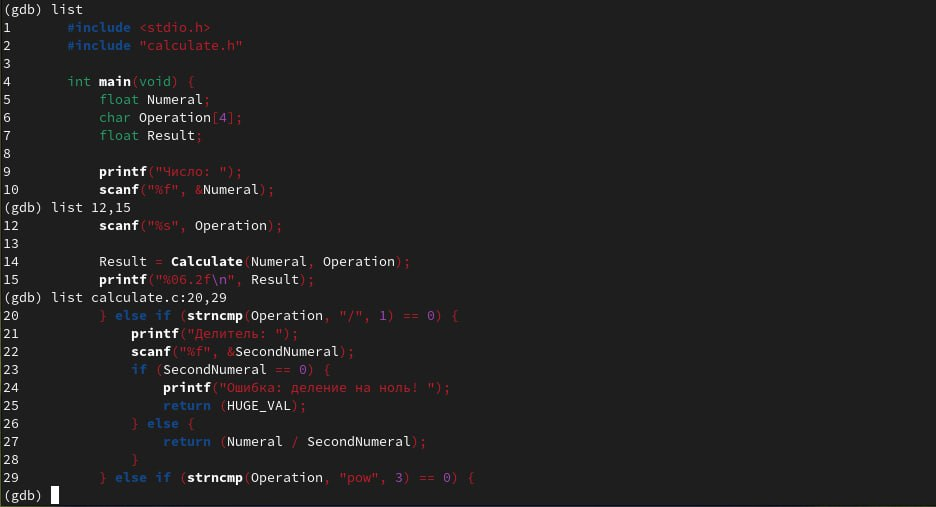 (gdb) list
1       #include <stdio.h>
2       #include "calculate.h"
3
4       int main(void) {
5           float Numeral;
6           char Operation[4];
7           float Result;
8
9           printf("Число: ");
10          scanf("%f", &Numeral);
(gdb) list 12,15
12          scanf("%s", Operation);
13
14          Result = Calculate(Numeral, Operation);
15          printf("%06.2f\n", Result);
(gdb) list calculate.c:20,29
20          } else if (strncmp(Operation, "/", 1) == 0) {
21              printf("Делитель: ");
22              scanf("%f", &SecondNumeral);
23              if (SecondNumeral == 0) {
24                  printf("Ошибка: деление на ноль! ");
25                  return (HUGE_VAL);
26              } else {
27                  return (Numeral / SecondNumeral);
28              }
29          } else if (strncmp(Operation, "pow", 3) == 0) {
(gdb)